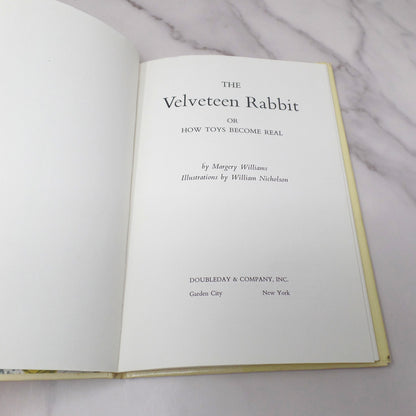 THE
Velveteen Rabbit
OR
HOW TOYS BECOME REAL
by Margery Williams
Illustrations by William Nicholson
DOUBLEDAY & COMPANY, INC.
Garden City New York